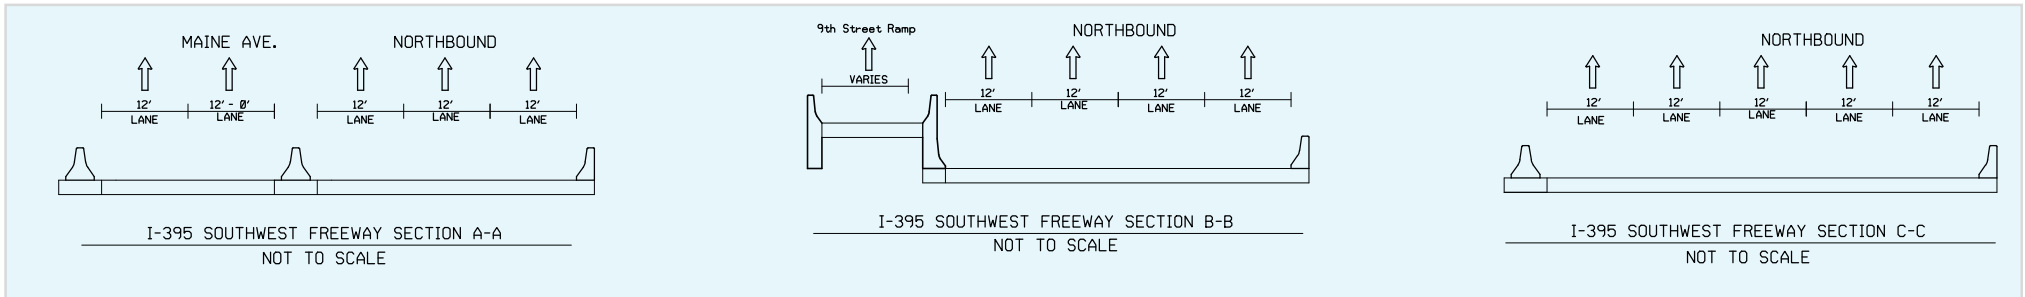 MAINE AVE.
NORTHBOUND
12' 12' - 0' 12' 12' 12'
LANE LANE LANE LANE LANE
I-395 SOUTHWEST FREEWAY SECTION A-A
NOT TO SCALE
9th Street Ramp
NORTHBOUND
VARIES
12' 12' 12' 12'
LANE LANE LANE LANE
I-395 SOUTHWEST FREEWAY SECTION B-B
NOT TO SCALE
NORTHBOUND
12' 12' 12' 12' 12'
LANE LANE LANE LANE LANE
I-395 SOUTHWEST FREEWAY SECTION C-C
NOT TO SCALE